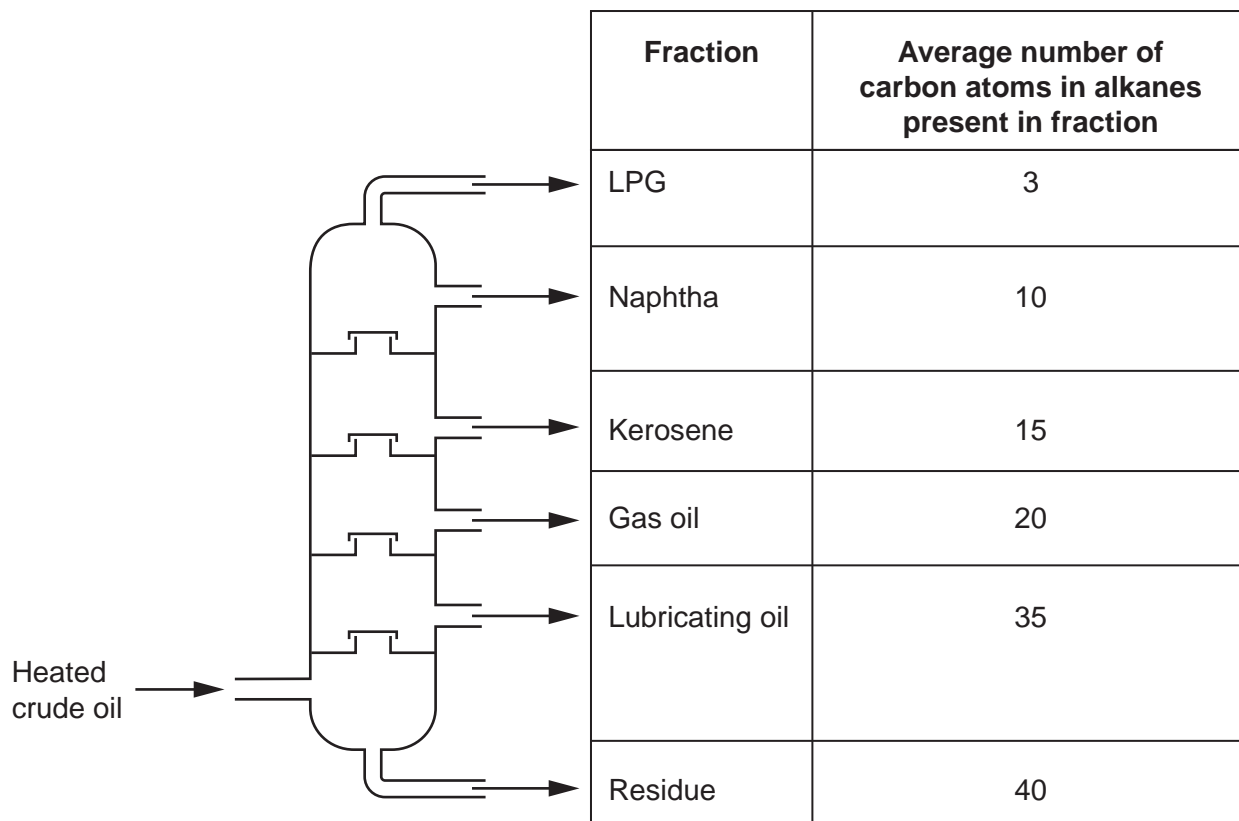 Fraction
Average number of
carbon atoms in alkanes
present in fraction
LPG
3
Naphtha
10
Kerosene
15
Gas oil
20
Lubricating oil
35
Heated
crude oil
Residue
40